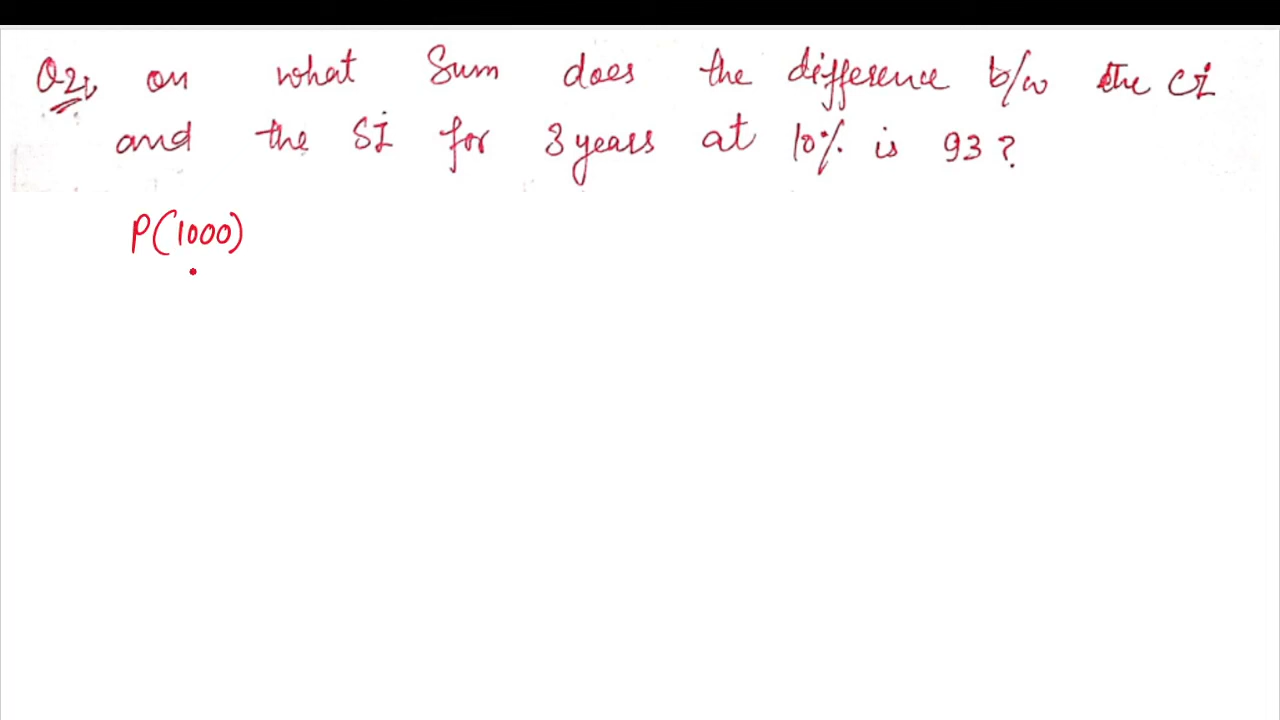 Q2, on what Sum does the difference b/w the CI
and the SI for 3 years at 10% is 93?
P(1000)